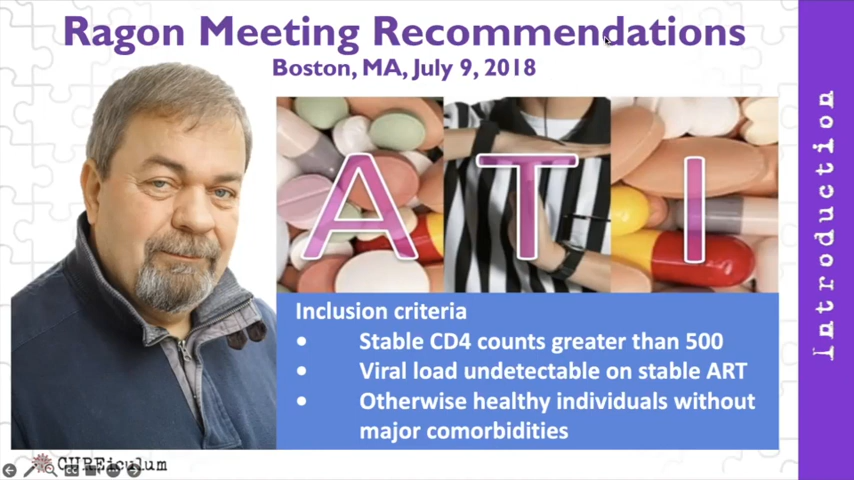 Ragon Meeting Recommendations
Boston, MA, July 9, 2018
A T I
Inclusion criteria
• Stable CD4 counts greater than 500
• Viral load undetectable on stable ART
• Otherwise healthy individuals without
major comorbidities
Introduction
CUREiculum